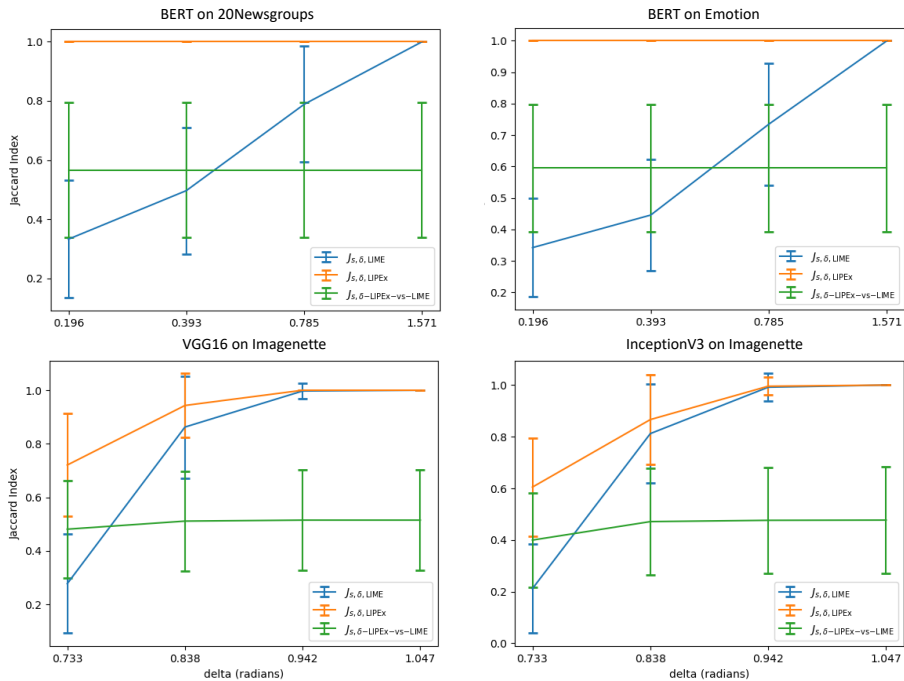 BERT on 20Newsgroups
Jaccard Index
1.0
0.8
0.6
0.4
0.2
J_{s,δ,LIME}
J_{s,δ,LIPEx}
J_{s,δ−LIPEx−vs−LIME}
0.196 0.393 0.785 1.571
BERT on Emotion
1.0
0.9
0.8
0.7
0.6
0.5
0.4
0.3
0.2
J_{s,δ,LIME}
J_{s,δ,LIPEx}
J_{s,δ−LIPEx−vs−LIME}
0.196 0.393 0.785 1.571
VGG16 on Imagenette
Jaccard Index
1.0
0.8
0.6
0.4
0.2
J_{s,δ,LIME}
J_{s,δ,LIPEx}
J_{s,δ−LIPEx−vs−LIME}
0.733 0.838 0.942 1.047
delta (radians)
InceptionV3 on Imagenette
1.0
0.8
0.6
0.4
0.2
0.0
J_{s,δ,LIME}
J_{s,δ,LIPEx}
J_{s,δ−LIPEx−vs−LIME}
0.733 0.838 0.942 1.047
delta (radians)